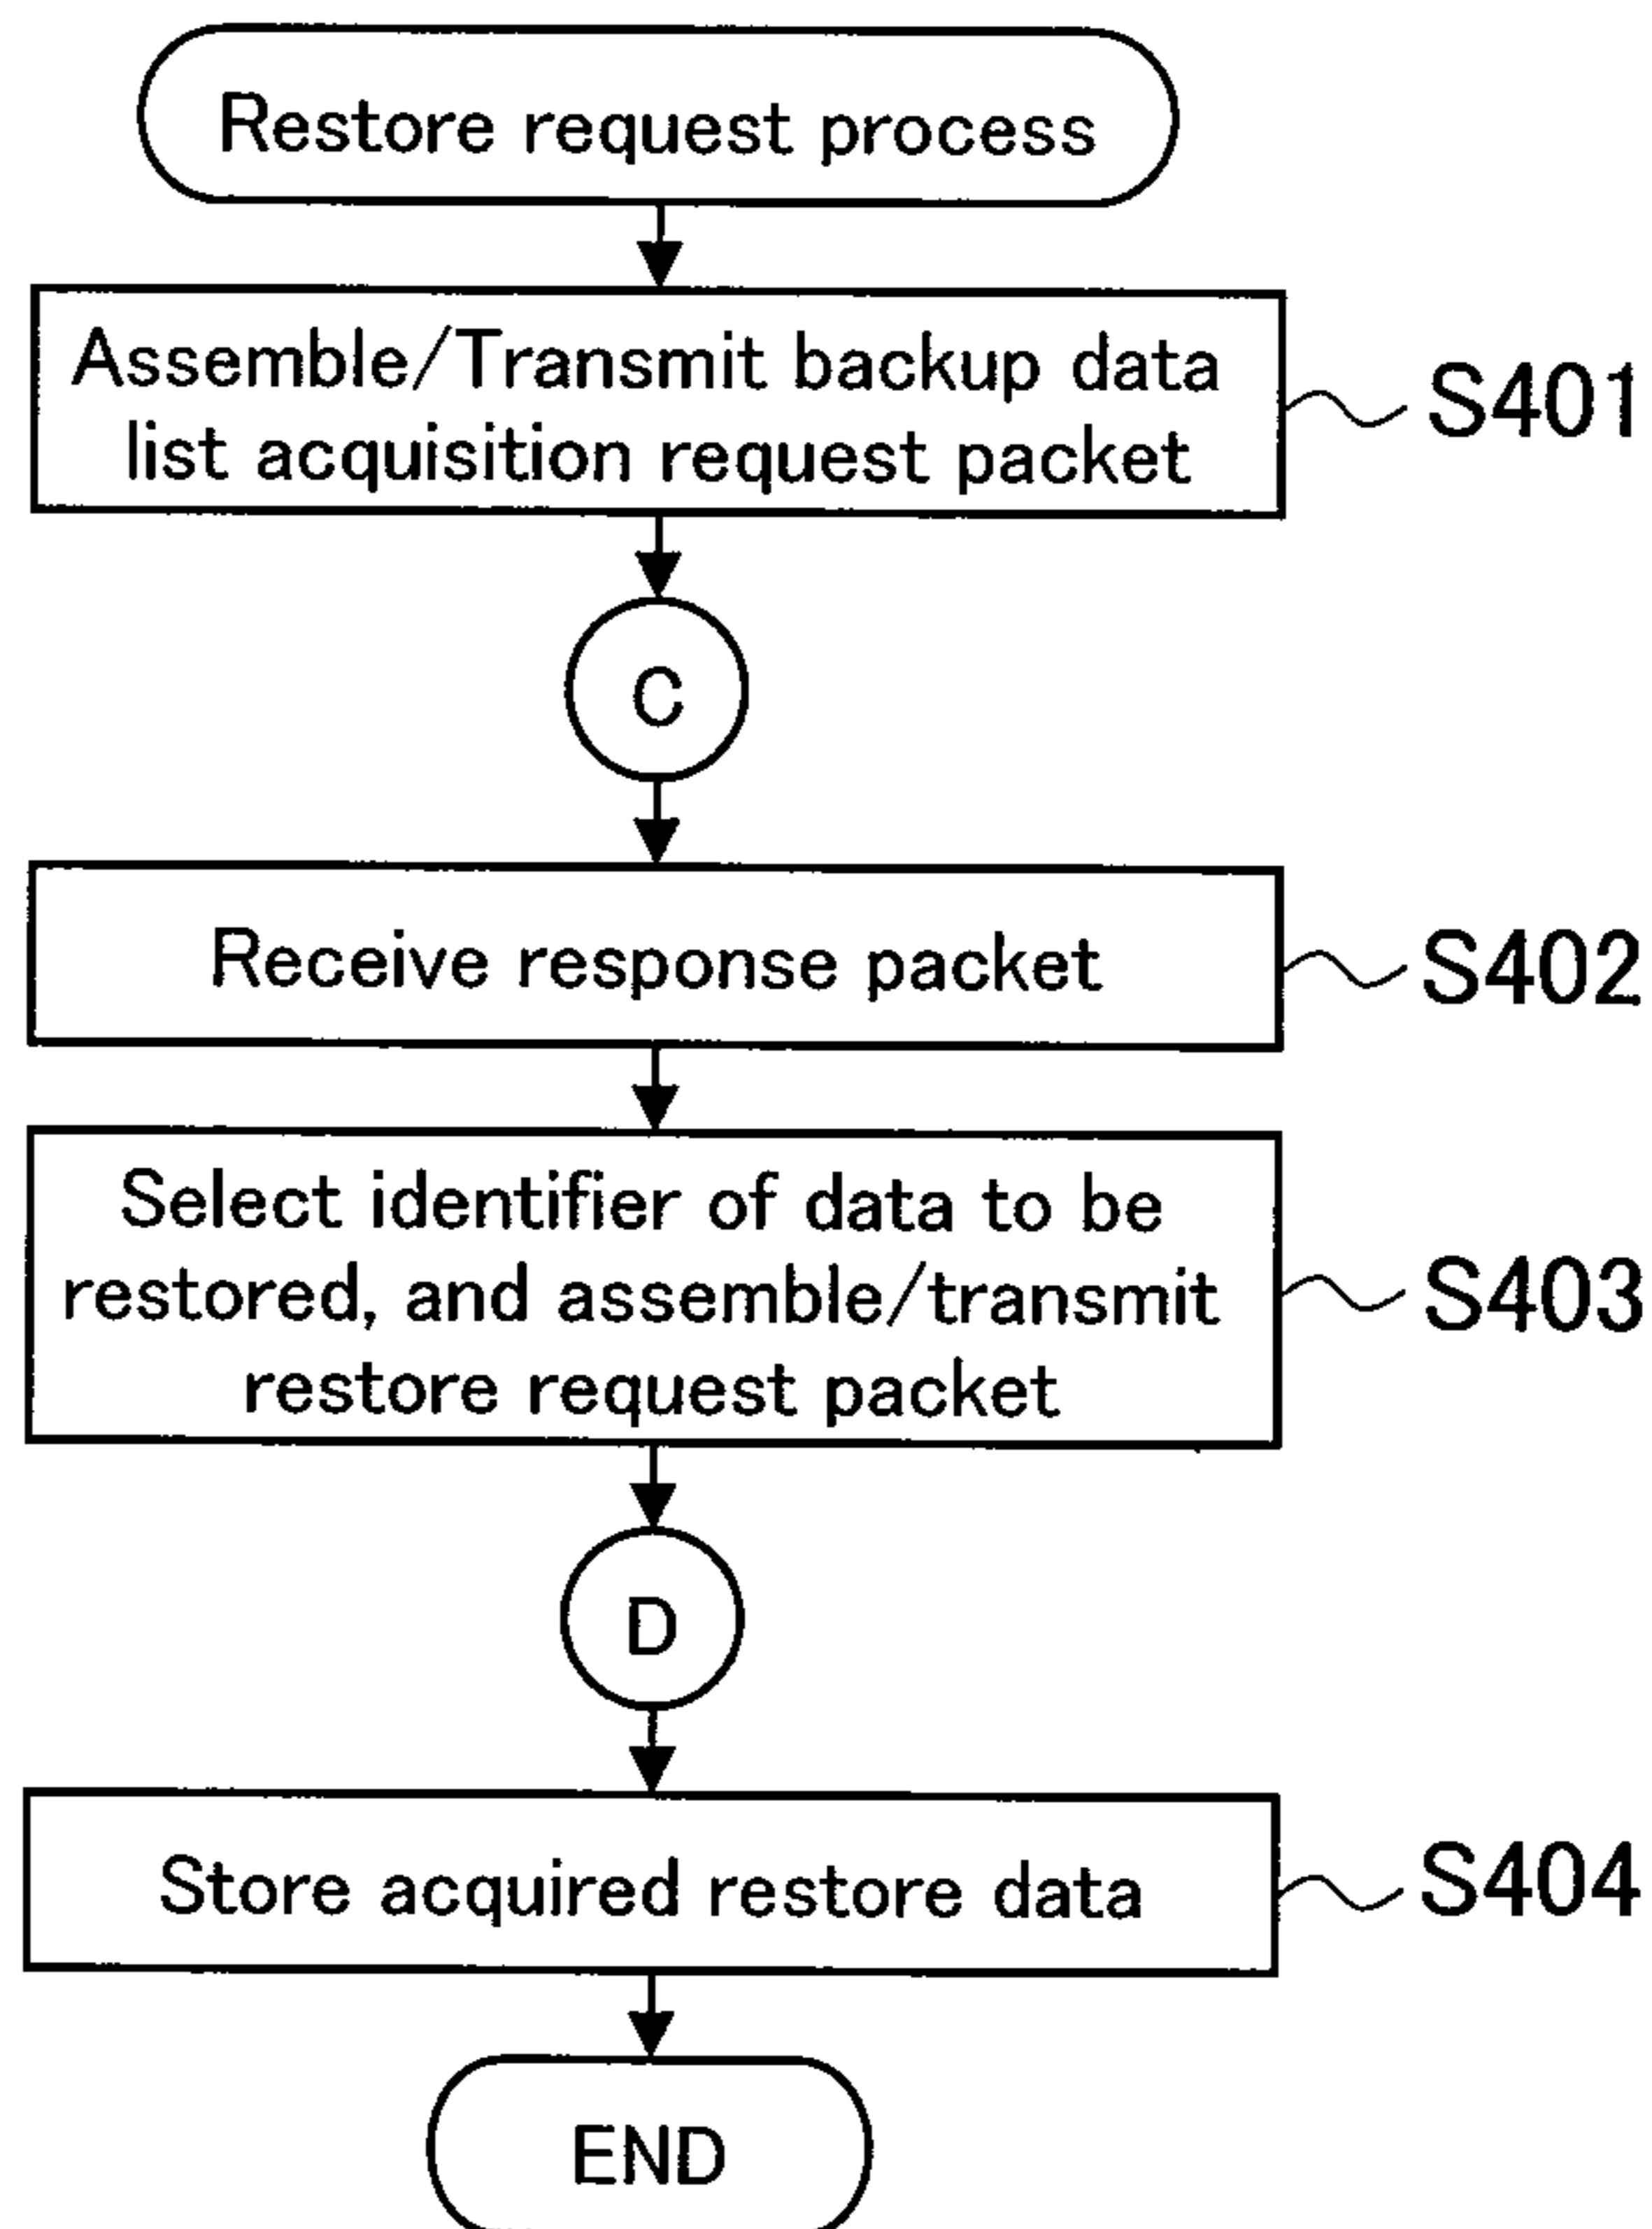 Restore request process
Assemble/Transmit backup data
list acquisition request packet
S401
C
Receive response packet
S402
Select identifier of data to be
restored, and assemble/transmit
restore request packet
S403
D
Store acquired restore data
S404
END